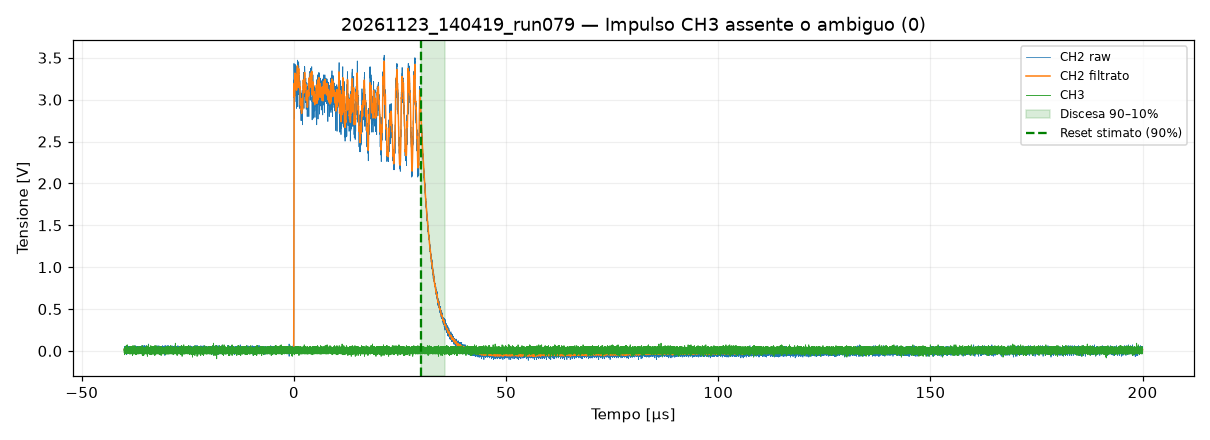 20261123_140419_run079 — Impulso CH3 assente o ambiguo (0)
CH2 raw
CH2 filtrato
CH3
Discesa 90–10%
Reset stimato (90%)
Tensione [V]
3.5
3.0
2.5
2.0
1.5
1.0
0.5
0.0
−50
0
50
100
150
200
Tempo [µs]